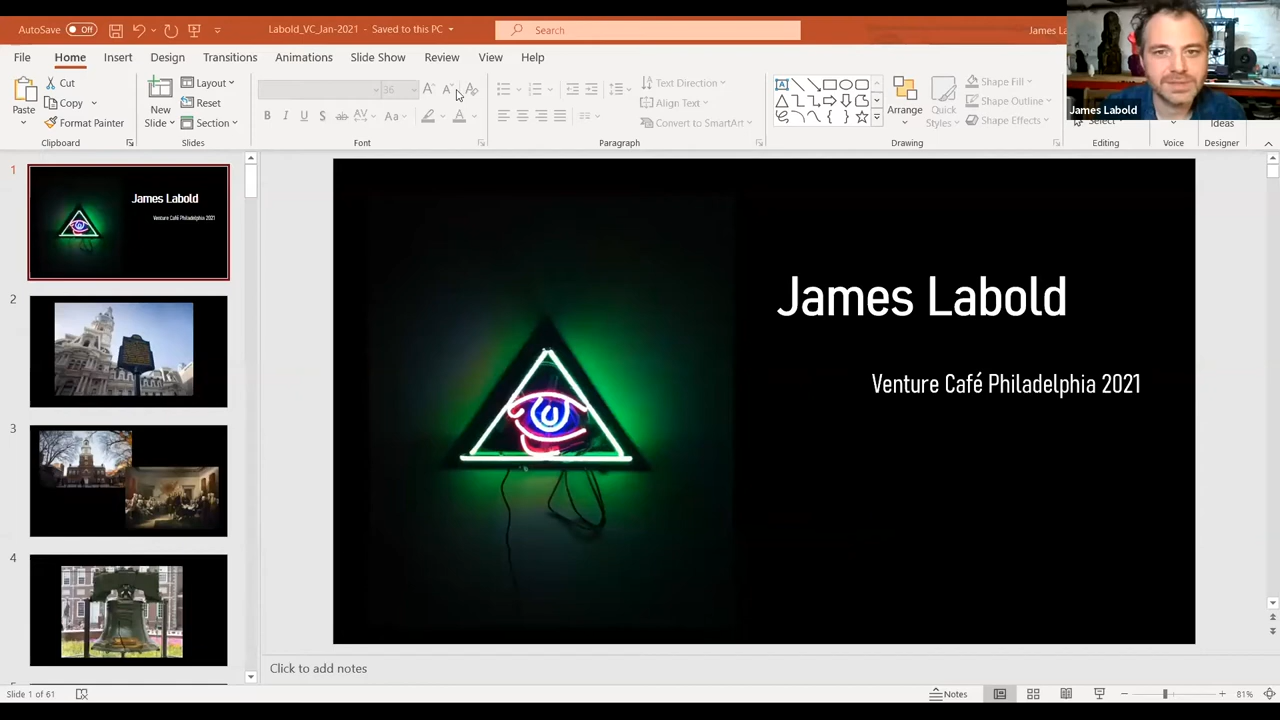 AutoSave Off Labold_VC_Jan-2021 - Saved to this PC Search James La
File Home Insert Design Transitions Animations Slide Show Review View Help
Paste
Cut
Copy
Format Painter
Clipboard
New
Slide
Layout
Reset
Section
Slides
36
Font
Text Direction
Align Text
Convert to SmartArt
Paragraph
Arrange
Quick
Styles
Shape Fill
Shape Outline
Shape Effects
Drawing
Select
Editing
Voice
Ideas
Designer
James Labold
1
James Labold
Venture Café Philadelphia 2021
2
3
4
James Labold
Venture Café Philadelphia 2021
Click to add notes
Slide 1 of 61
Notes
81%